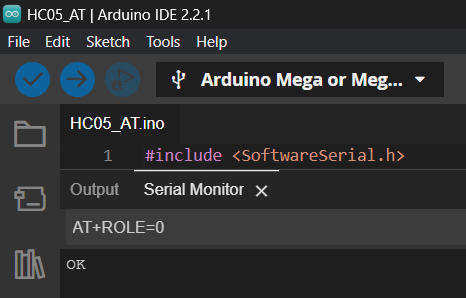 HC05_AT | Arduino IDE 2.2.1
File Edit Sketch Tools Help
Arduino Mega or Meg...
HC05_AT.ino
1 #include <SoftwareSerial.h>
Output Serial Monitor
AT+ROLE=0
OK